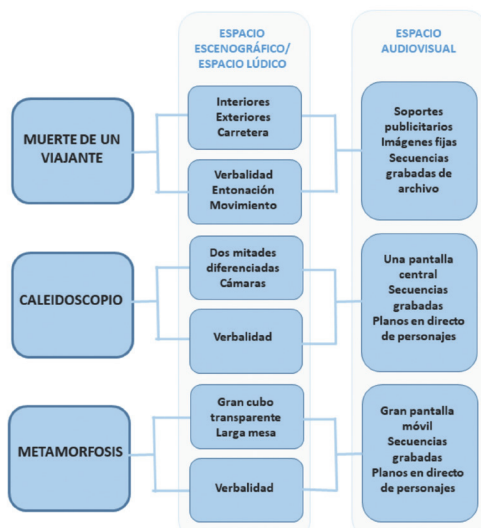 ESPACIO
ESCENOGRÁFICO/
ESPACIO LÚDICO
ESPACIO
AUDIOVISUAL
MUERTE DE UN
VIAJANTE
Interiores
Exteriores
Carretera
Verbalidad
Entonación
Movimiento
Soportes
publicitarios
Imágenes fijas
Secuencias
grabadas de
archivo
CALEIDOSCOPIO
Dos mitades
diferenciadas
Cámaras
Verbalidad
Una pantalla
central
Secuencias
grabadas
Planos en directo
de personajes
METAMORFOSIS
Gran cubo
transparente
Larga mesa
Verbalidad
Gran pantalla
móvil
Secuencias
grabadas
Planos en directo
de personajes